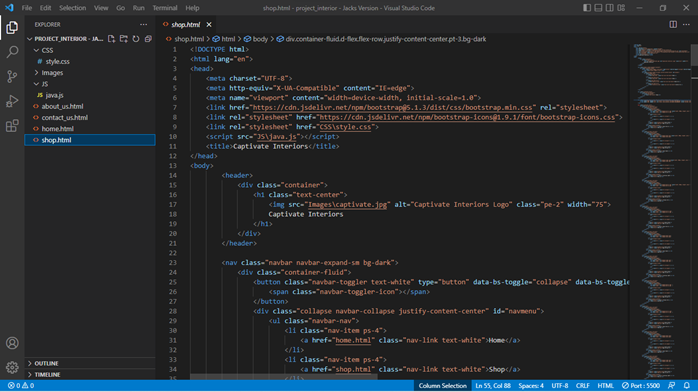 File Edit Selection View Go Run Terminal Help
shop.html - project_interior - Jacks Version - Visual Studio Code
EXPLORER
PROJECT_INTERIOR - JA...
CSS
style.css
Images
JS
java.js
about_us.html
contact_us.html
home.html
shop.html
OUTLINE
TIMELINE
shop.html
shop.html > html > body > div.container-fluid.d-flex.flex-row.justify-content-center.pt-3.bg-dark
1 <!DOCTYPE html>
2 <html lang="en">
3 <head>
4 <meta charset="UTF-8">
5 <meta http-equiv="X-UA-Compatible" content="IE=edge">
6 <meta name="viewport" content="width=device-width, initial-scale=1.0">
7 <link href="https://cdn.jsdelivr.net/npm/bootstrap@5.1.3/dist/css/bootstrap.min.css" rel="stylesheet">
8 <link rel="stylesheet" href="https://cdn.jsdelivr.net/npm/bootstrap-icons@1.9.1/font/bootstrap-icons.css">
9 <link rel="stylesheet" href="CSS\style.css">
10 <script src="JS\java.js"></script>
11 <title>Captivate Interiors</title>
12 </head>
13 <body>
14 <header>
15 <div class="container">
16 <h1 class="text-center">
17 <img src="Images\captivate.jpg" alt="Captivate Interiors Logo" class="pe-2" width="75">
18 Captivate Interiors
19 </h1>
20 </div>
21 </header>
22
23 <nav class="navbar navbar-expand-sm bg-dark">
24 <div class="container-fluid">
25 <button class="navbar-toggler text-white" type="button" data-bs-toggle="collapse" data-bs-target
26 <span class="navbar-toggler-icon"></span>
27 </button>
28 <div class="collapse navbar-collapse justify-content-center" id="navmenu">
29 <ul class="navbar-nav">
30 <li class="nav-item ps-4">
31 <a href="home.html" class="nav-link text-white">Home</a>
32 </li>
33 <li class="nav-item ps-4">
34 <a href="shop.html" class="nav-link text-white">Shop</a>
0 0
Column Selection Ln 55, Col 88 Spaces: 4 UTF-8 CRLF HTML Port : 5500